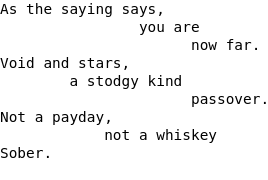 As the saying says,
you are
now far.
Void and stars,
a stodgy kind
passover.
Not a payday,
not a whiskey
Sober.